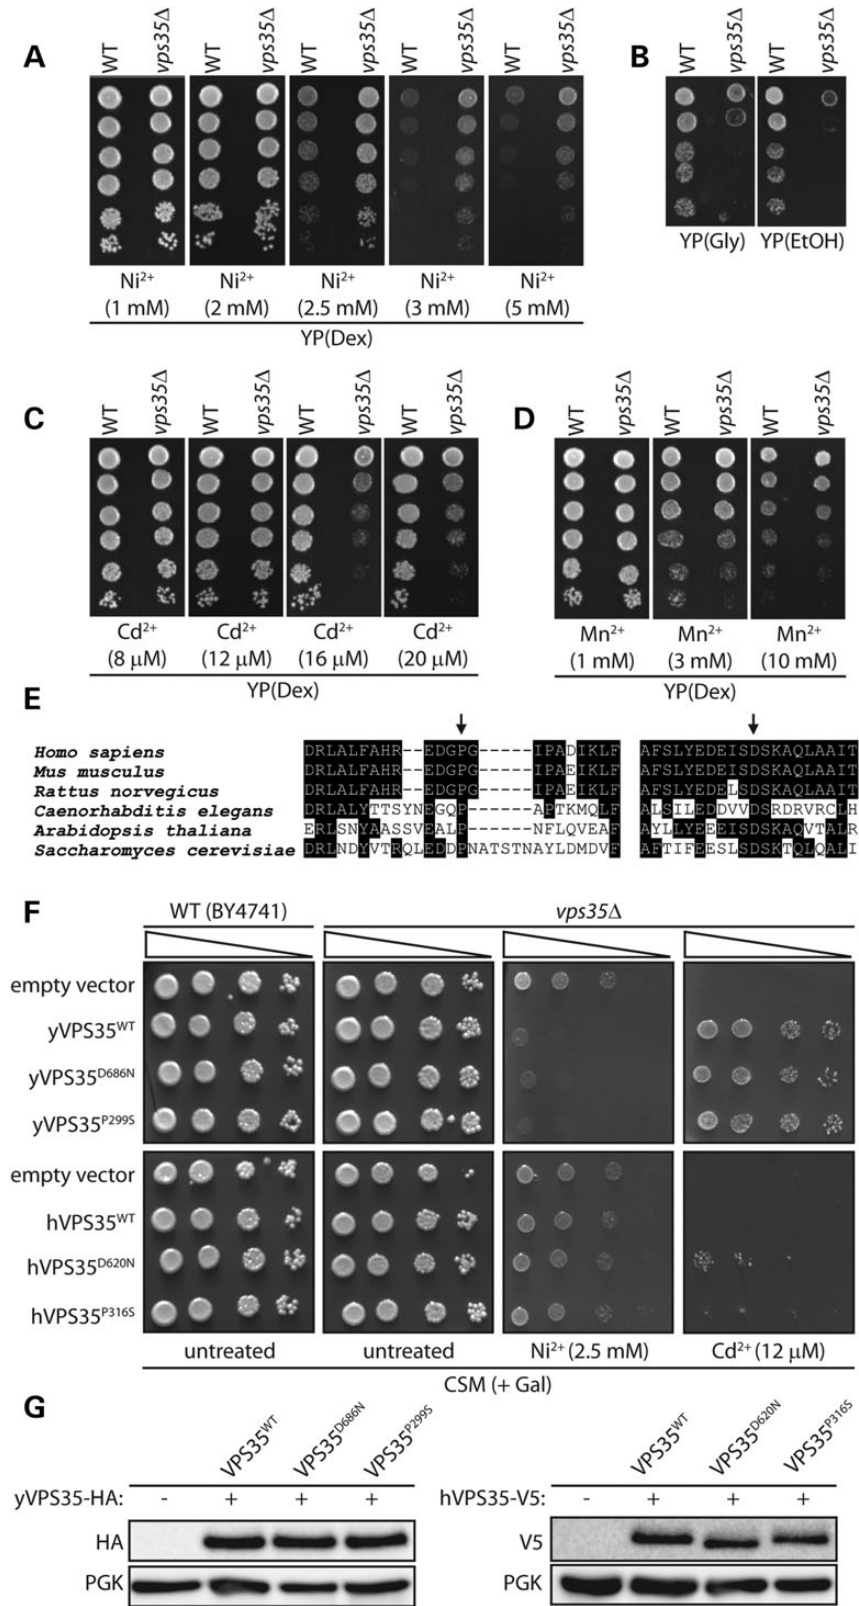 A
WT vps35Δ WT vps35Δ WT vps35Δ WT vps35Δ WT vps35Δ
Ni²⁺ Ni²⁺ Ni²⁺ Ni²⁺ Ni²⁺
(1 mM) (2 mM) (2.5 mM) (3 mM) (5 mM)
YP(Dex)
B
WT vps35Δ WT vps35Δ
YP(Gly) YP(EtOH)
C
WT vps35Δ WT vps35Δ WT vps35Δ WT vps35Δ
Cd²⁺ Cd²⁺ Cd²⁺ Cd²⁺
(8 μM) (12 μM) (16 μM) (20 μM)
YP(Dex)
D
WT vps35Δ WT vps35Δ WT vps35Δ
Mn²⁺ Mn²⁺ Mn²⁺
(1 mM) (3 mM) (10 mM)
YP(Dex)
E
Homo sapiens DRLALFAHR--EDGPG-----IPADIKLF AFSLYEDEISDSKAQLAAIT
Mus musculus DRLALFAHR--EDGPG-----IPAEIKLF AFSLYEDEISDSKAQLAAIT
Rattus norvegicus DRLALFAHR--EDGPG-----IPAEIKLF AFSLYEDELSDSKAQLAAIT
Caenorhabditis elegans DRLALYTTSYNEGQP------APTKMQLF ALSILEDDVVDSRDRVRCLH
Arabidopsis thaliana ERLSNYAASSVEALP------NFLQVEAF AYLLYEEEISDSKAQVTALR
Saccharomyces cerevisiae DRLNDYVTRQLEDDPNATSTNAYLDMDVF AFTIFEESLSDSKTQLQALI
F
WT (BY4741) vps35Δ
empty vector
yVPS35ᵂᵀ
yVPS35ᴰ⁶⁸⁶ᴺ
yVPS35ᴾ²⁹⁹ˢ
empty vector
hVPS35ᵂᵀ
hVPS35ᴰ⁶²⁰ᴺ
hVPS35ᴾ³¹⁶ˢ
untreated untreated Ni²⁺ (2.5 mM) Cd²⁺ (12 μM)
CSM (+ Gal)
G
VPS35ᵂᵀ VPS35ᴰ⁶⁸⁶ᴺ VPS35ᴾ²⁹⁹ˢ
yVPS35-HA: - + + +
HA
PGK
VPS35ᵂᵀ VPS35ᴰ⁶²⁰ᴺ VPS35ᴾ³¹⁶ˢ
hVPS35-V5: - + + +
V5
PGK